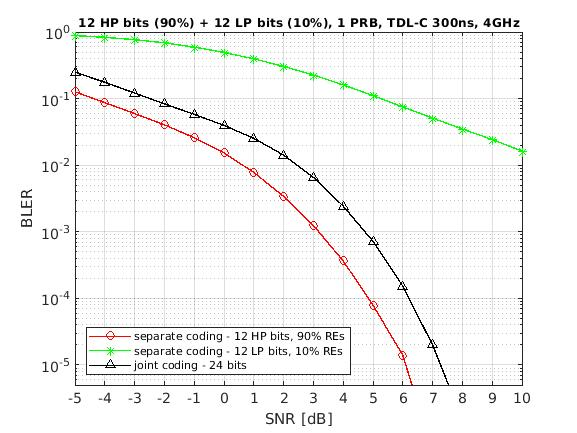 12 HP bits (90%) + 12 LP bits (10%), 1 PRB, TDL-C 300ns, 4GHz
10^0
10^-1
10^-2
10^-3
10^-4
10^-5
BLER
separate coding - 12 HP bits, 90% REs
separate coding - 12 LP bits, 10% REs
joint coding - 24 bits
-5 -4 -3 -2 -1 0 1 2 3 4 5 6 7 8 9 10
SNR [dB]